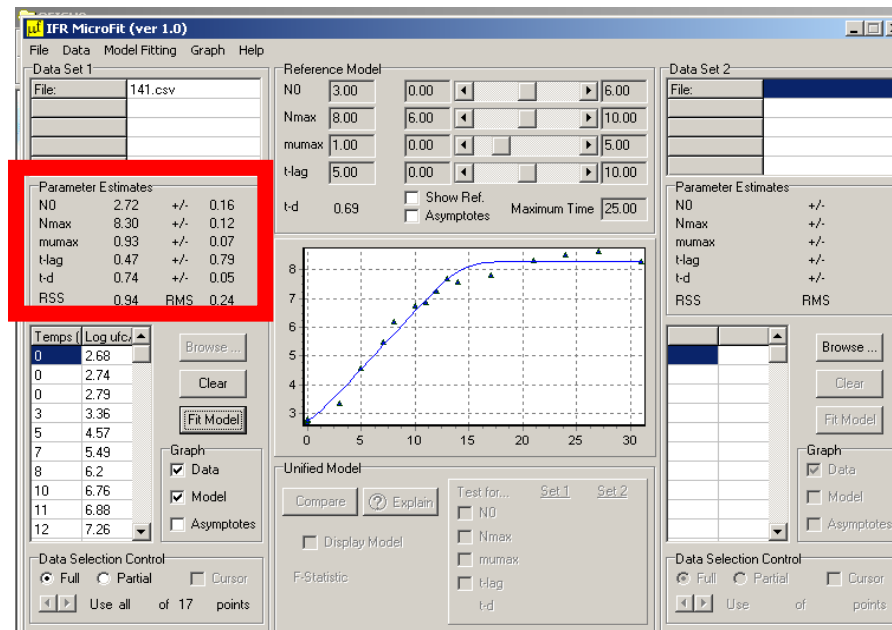 IFR MicroFit (ver 1.0)
File Data Model Fitting Graph Help
Data Set 1
File: 141.csv
Parameter Estimates
N0 2.72 +/- 0.16
Nmax 8.30 +/- 0.12
mumax 0.93 +/- 0.07
t-lag 0.47 +/- 0.79
t-d 0.74 +/- 0.05
RSS 0.94 RMS 0.24
Temps ( Log ufc/
0 2.68
0 2.74
0 2.79
3 3.36
5 4.57
7 5.49
8 6.2
10 6.76
11 6.88
12 7.26
Browse ...
Clear
Fit Model
Graph
Data
Model
Asymptotes
Data Selection Control
Full Partial Cursor
Use all of 17 points
Reference Model
N0 3.00 0.00 6.00
Nmax 8.00 6.00 10.00
mumax 1.00 0.00 5.00
t-lag 5.00 0.00 10.00
t-d 0.69
Show Ref.
Asymptotes
Maximum Time 25.00
8
7
6
5
4
3
0 5 10 15 20 25 30
Unified Model
Compare
? Explain
Display Model
F-Statistic
Test for... Set 1 Set 2
N0
Nmax
mumax
t-lag
t-d
Data Set 2
File:
Parameter Estimates
N0 +/-
Nmax +/-
mumax +/-
t-lag +/-
t-d +/-
RSS RMS
Browse ...
Clear
Fit Model
Graph
Data
Model
Asymptotes
Data Selection Control
Full Partial Cursor
Use of points